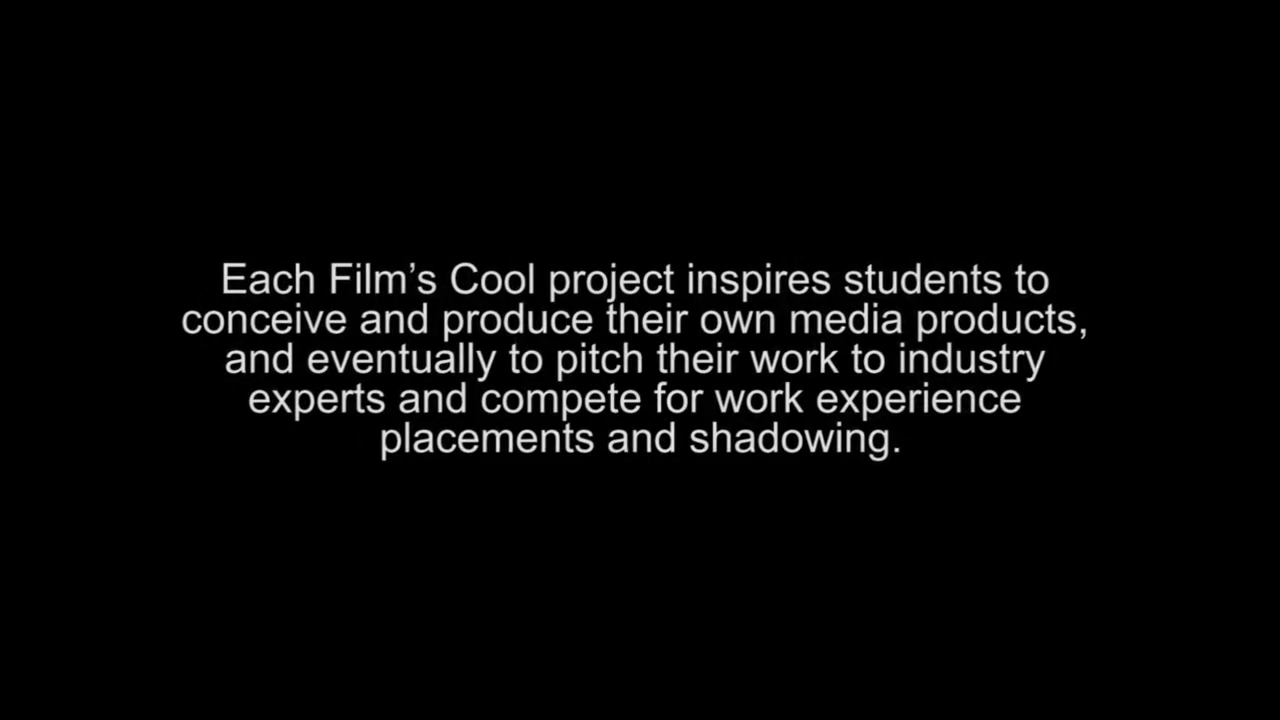 Each Film’s Cool project inspires students to
conceive and produce their own media products,
and eventually to pitch their work to industry
experts and compete for work experience
placements and shadowing.